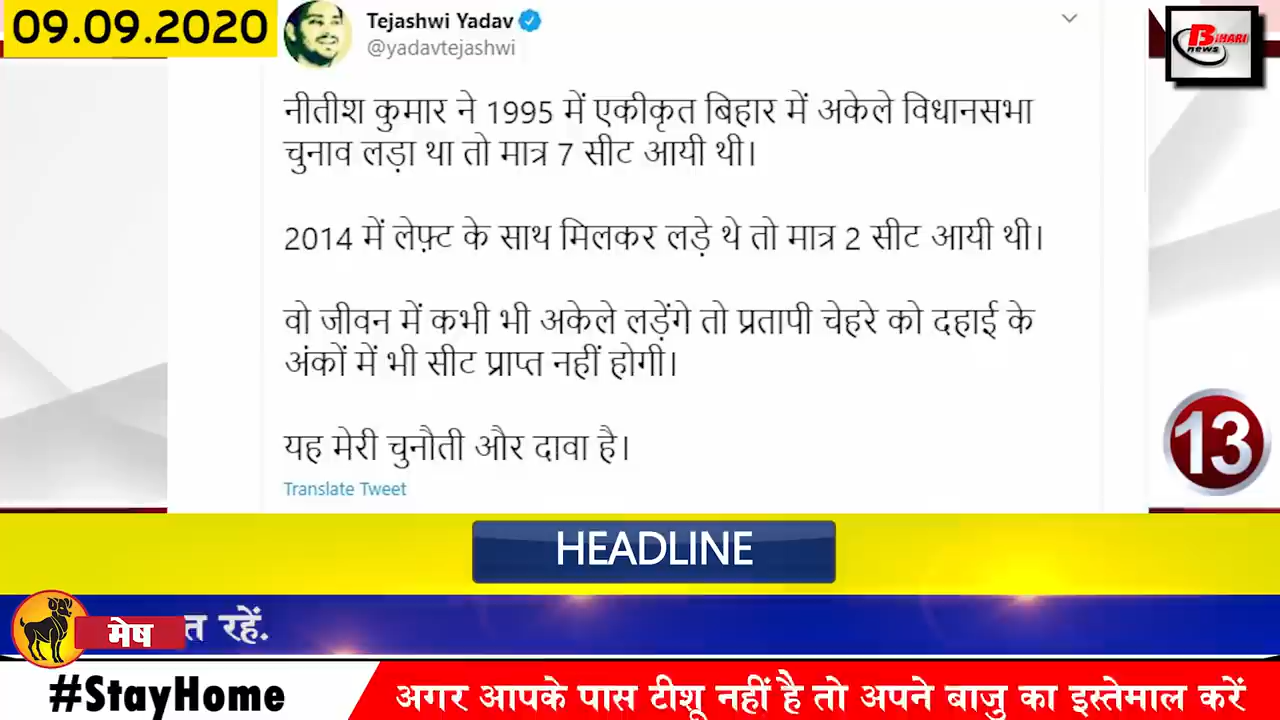 09.09.2020
Tejashwi Yadav
@yadavtejashwi
BIHARI
news
नीतीश कुमार ने 1995 में एकीकृत बिहार में अकेले विधानसभा
चुनाव लड़ा था तो मात्र 7 सीट आयी थी।
2014 में लेफ़्ट के साथ मिलकर लड़े थे तो मात्र 2 सीट आयी थी।
वो जीवन में कभी भी अकेले लड़ेंगे तो प्रतापी चेहरे को दहाई के
अंकों में भी सीट प्राप्त नहीं होगी।
यह मेरी चुनौती और दावा है।
Translate Tweet
13
HEADLINE
मेष
रहें.
#StayHome
अगर आपके पास टीशू नहीं है तो अपने बाजु का इस्तेमाल करें